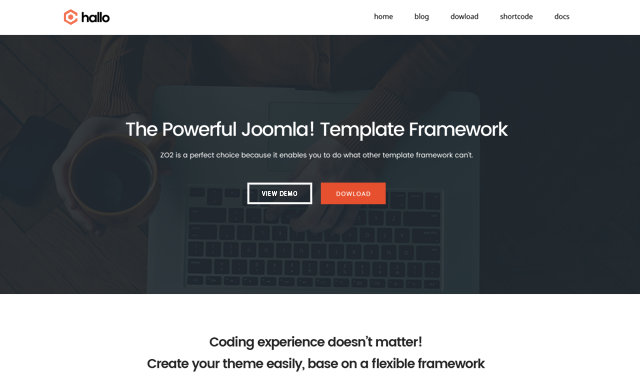 hallo
home
blog
dowload
shortcode
docs
The Powerful Joomla! Template Framework
ZO2 is a perfect choice because it enables you to do what other template framework can't.
VIEW DEMO
DOWLOAD
Coding experience doesn't matter!
Create your theme easily, base on a flexible framework